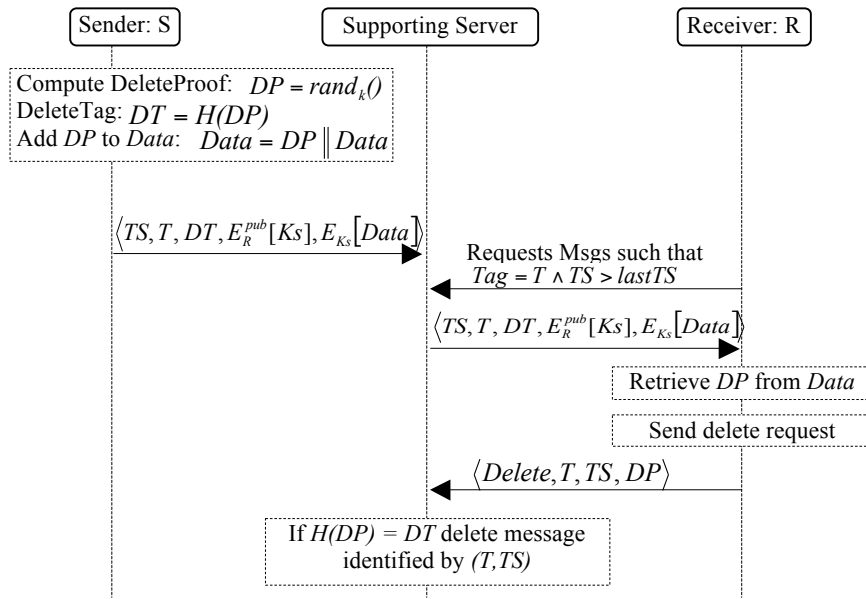 Sender: S
Supporting Server
Receiver: R
Compute DeleteProof: DP = rand_k()
DeleteTag: DT = H(DP)
Add DP to Data: Data = DP || Data
⟨TS, T, DT, E_R^pub[Ks], E_Ks[Data]⟩
Requests Msgs such that
Tag = T ∧ TS > lastTS
⟨TS, T, DT, E_R^pub[Ks], E_Ks[Data]⟩
Retrieve DP from Data
Send delete request
⟨Delete, T, TS, DP⟩
If H(DP) = DT delete message
identified by (T,TS)